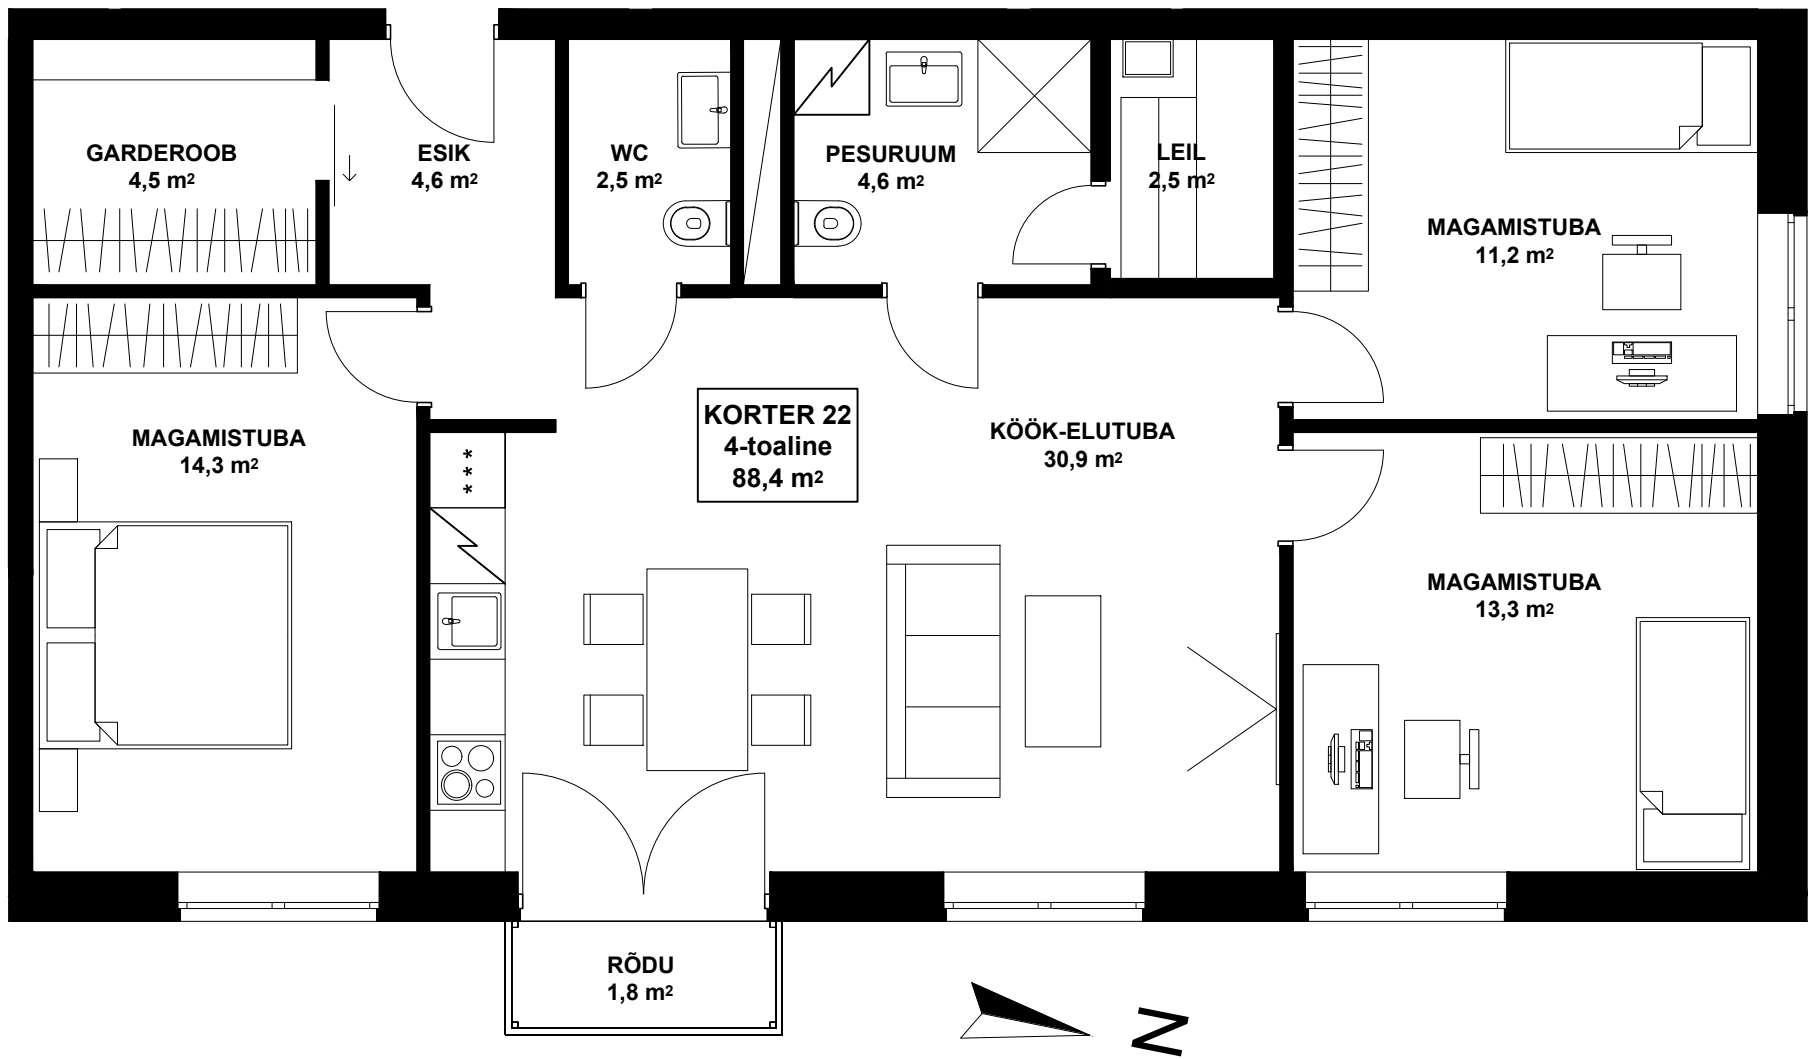 GARDEROOB
4,5 m²
ESIK
4,6 m²
WC
2,5 m²
PESURUUM
4,6 m²
LEIL
2,5 m²
MAGAMISTUBA
11,2 m²
MAGAMISTUBA
14,3 m²
***
KORTER 22
4-toaline
88,4 m²
KÖÖK-ELUTUBA
30,9 m²
MAGAMISTUBA
13,3 m²
RÕDU
1,8 m²
N